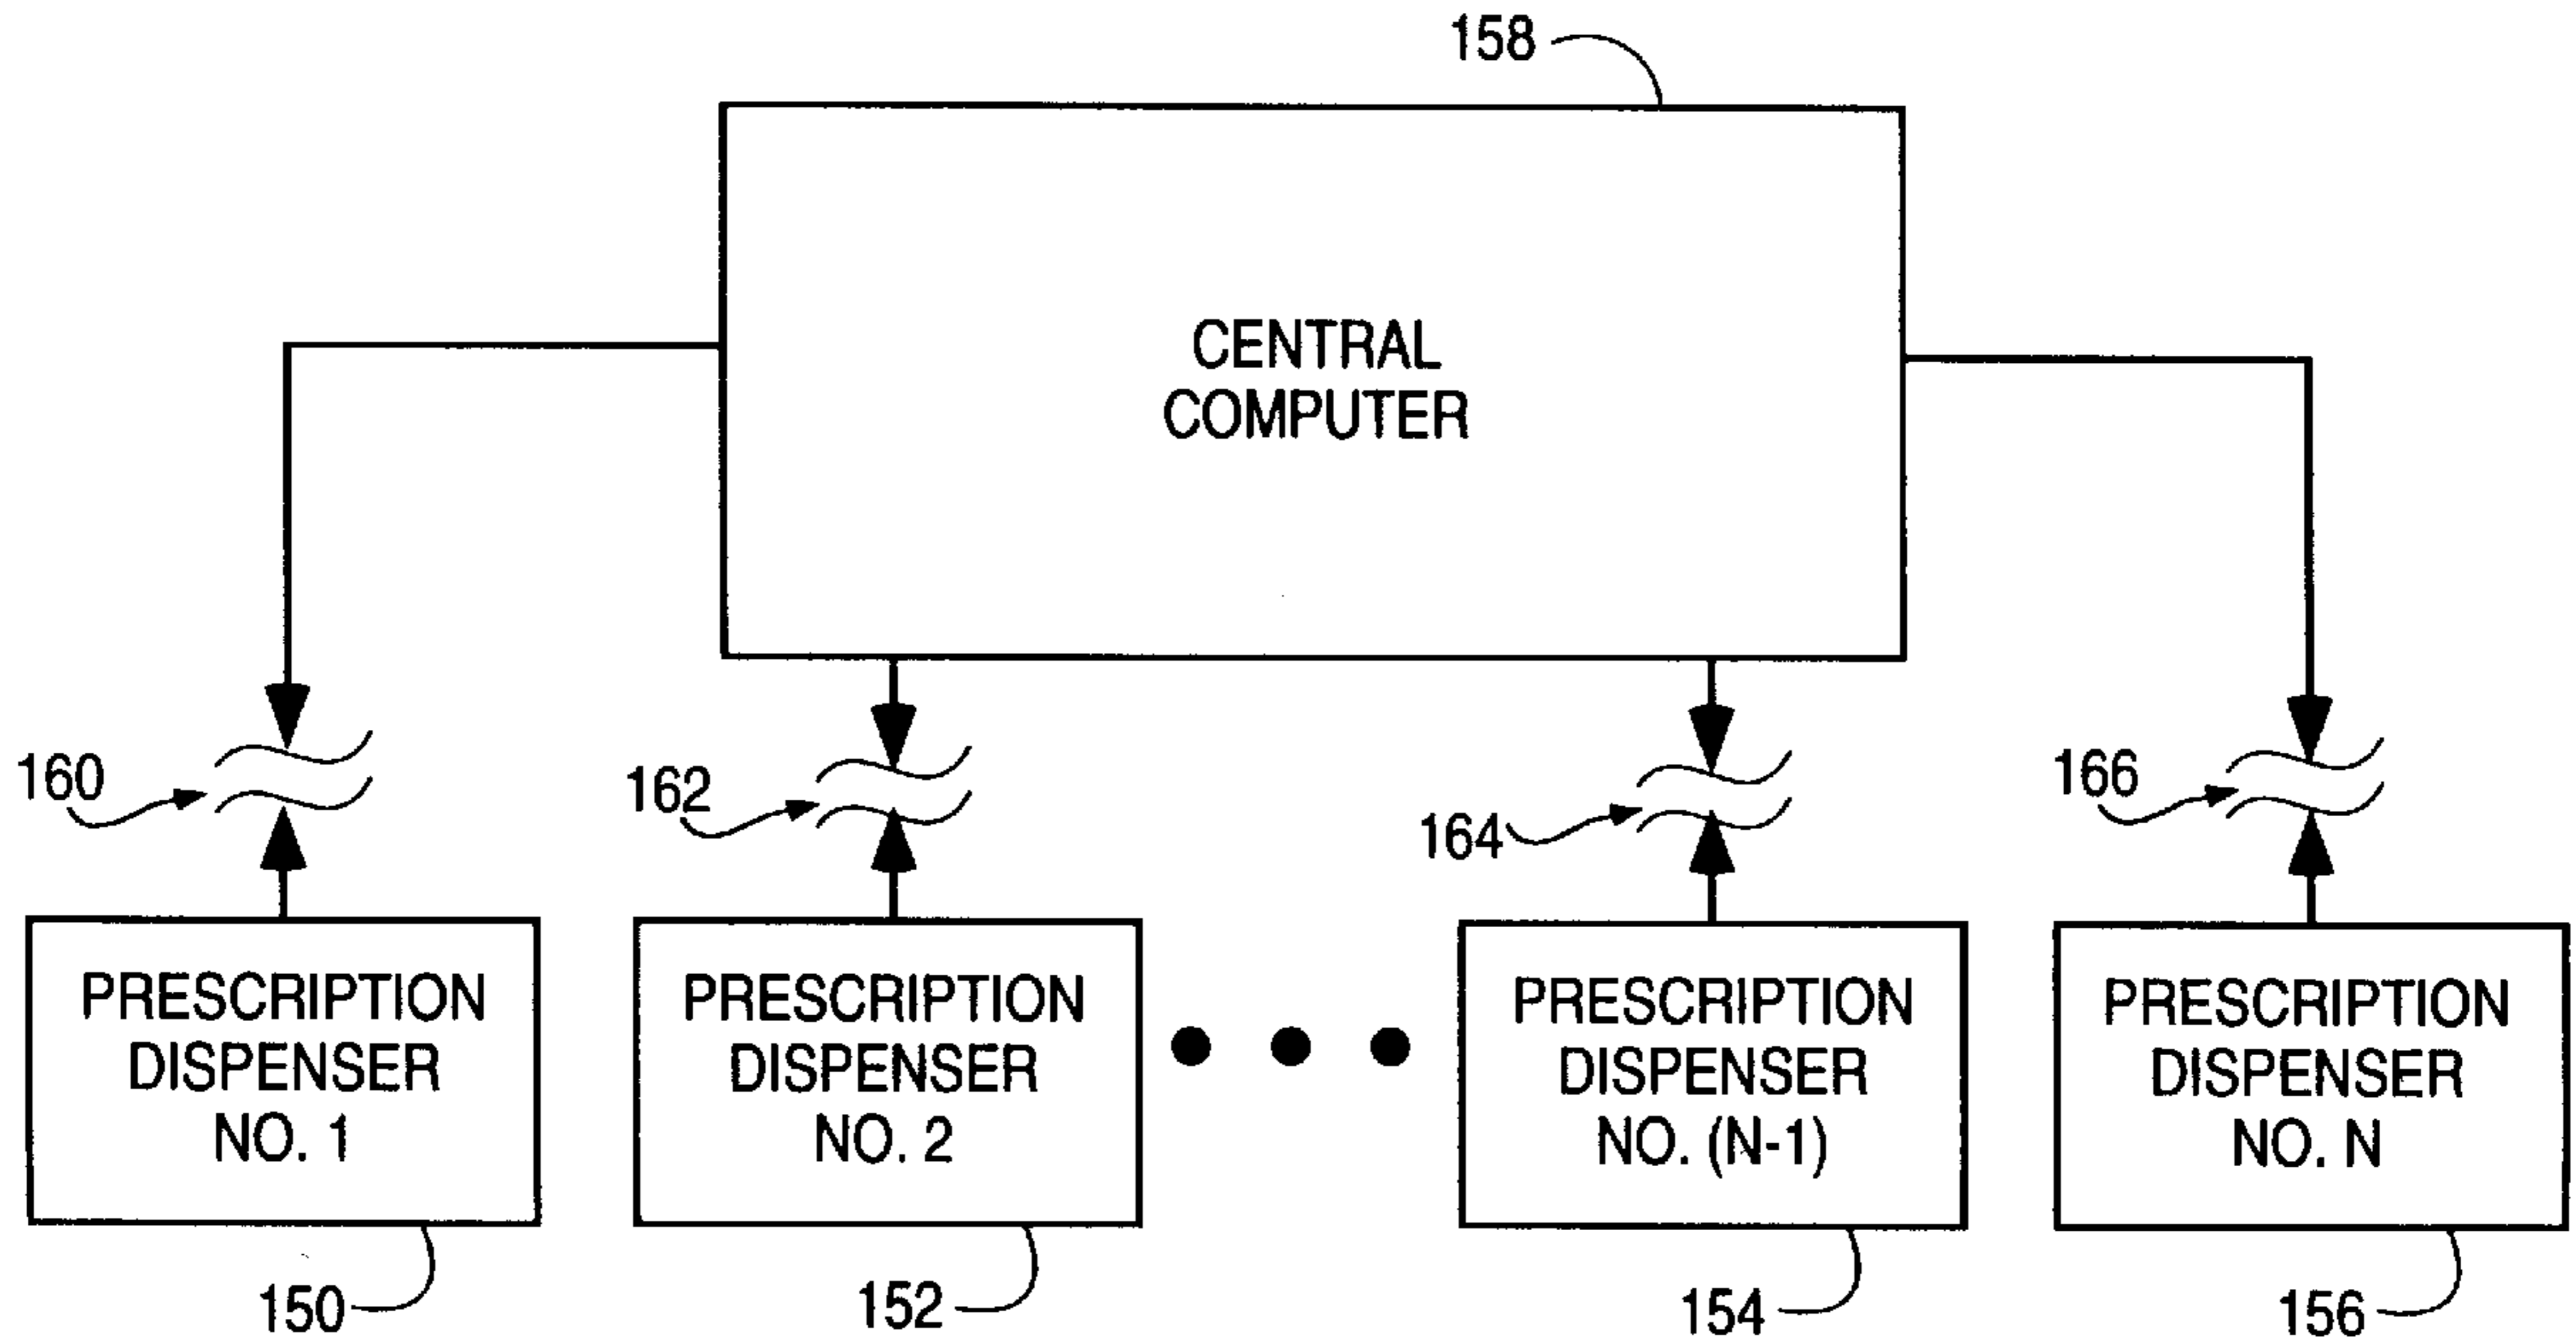 158
CENTRAL
COMPUTER
160
162
164
166
PRESCRIPTION
DISPENSER
NO. 1
PRESCRIPTION
DISPENSER
NO. 2
PRESCRIPTION
DISPENSER
NO. (N-1)
PRESCRIPTION
DISPENSER
NO. N
150
152
154
156